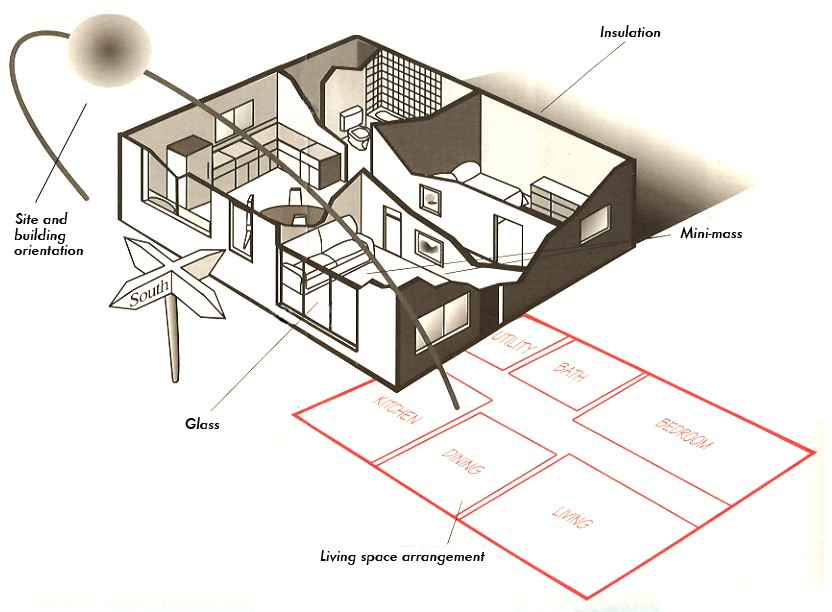 Insulation
Site and
building
orientation
Mini-mass
South
UTILITY
BATH
Glass
KITCHEN
BEDROOM
DINING
LIVING
Living space arrangement